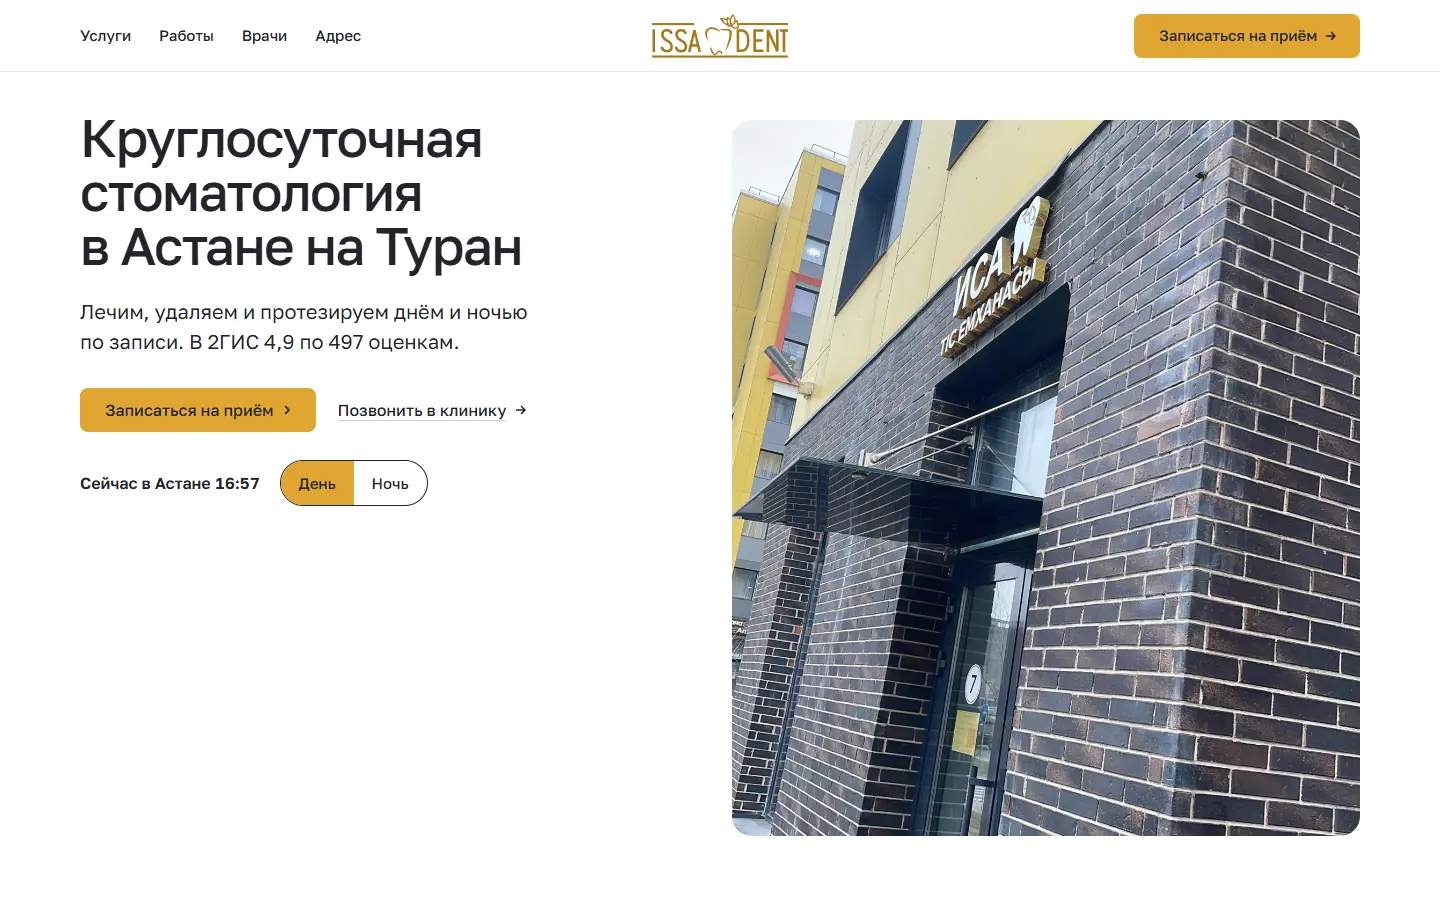 Услуги
Работы
Врачи
Адрес
ISSA DENT
Записаться на приём →
Круглосуточная
стоматология
в Астане на Туран
Лечим, удаляем и протезируем днём и ночью
по записи. В 2ГИС 4,9 по 497 оценкам.
Записаться на приём ›
Позвонить в клинику →
Сейчас в Астане 16:57
День
Ночь
ИСА
ТІС ЕМХАНАСЫ
7